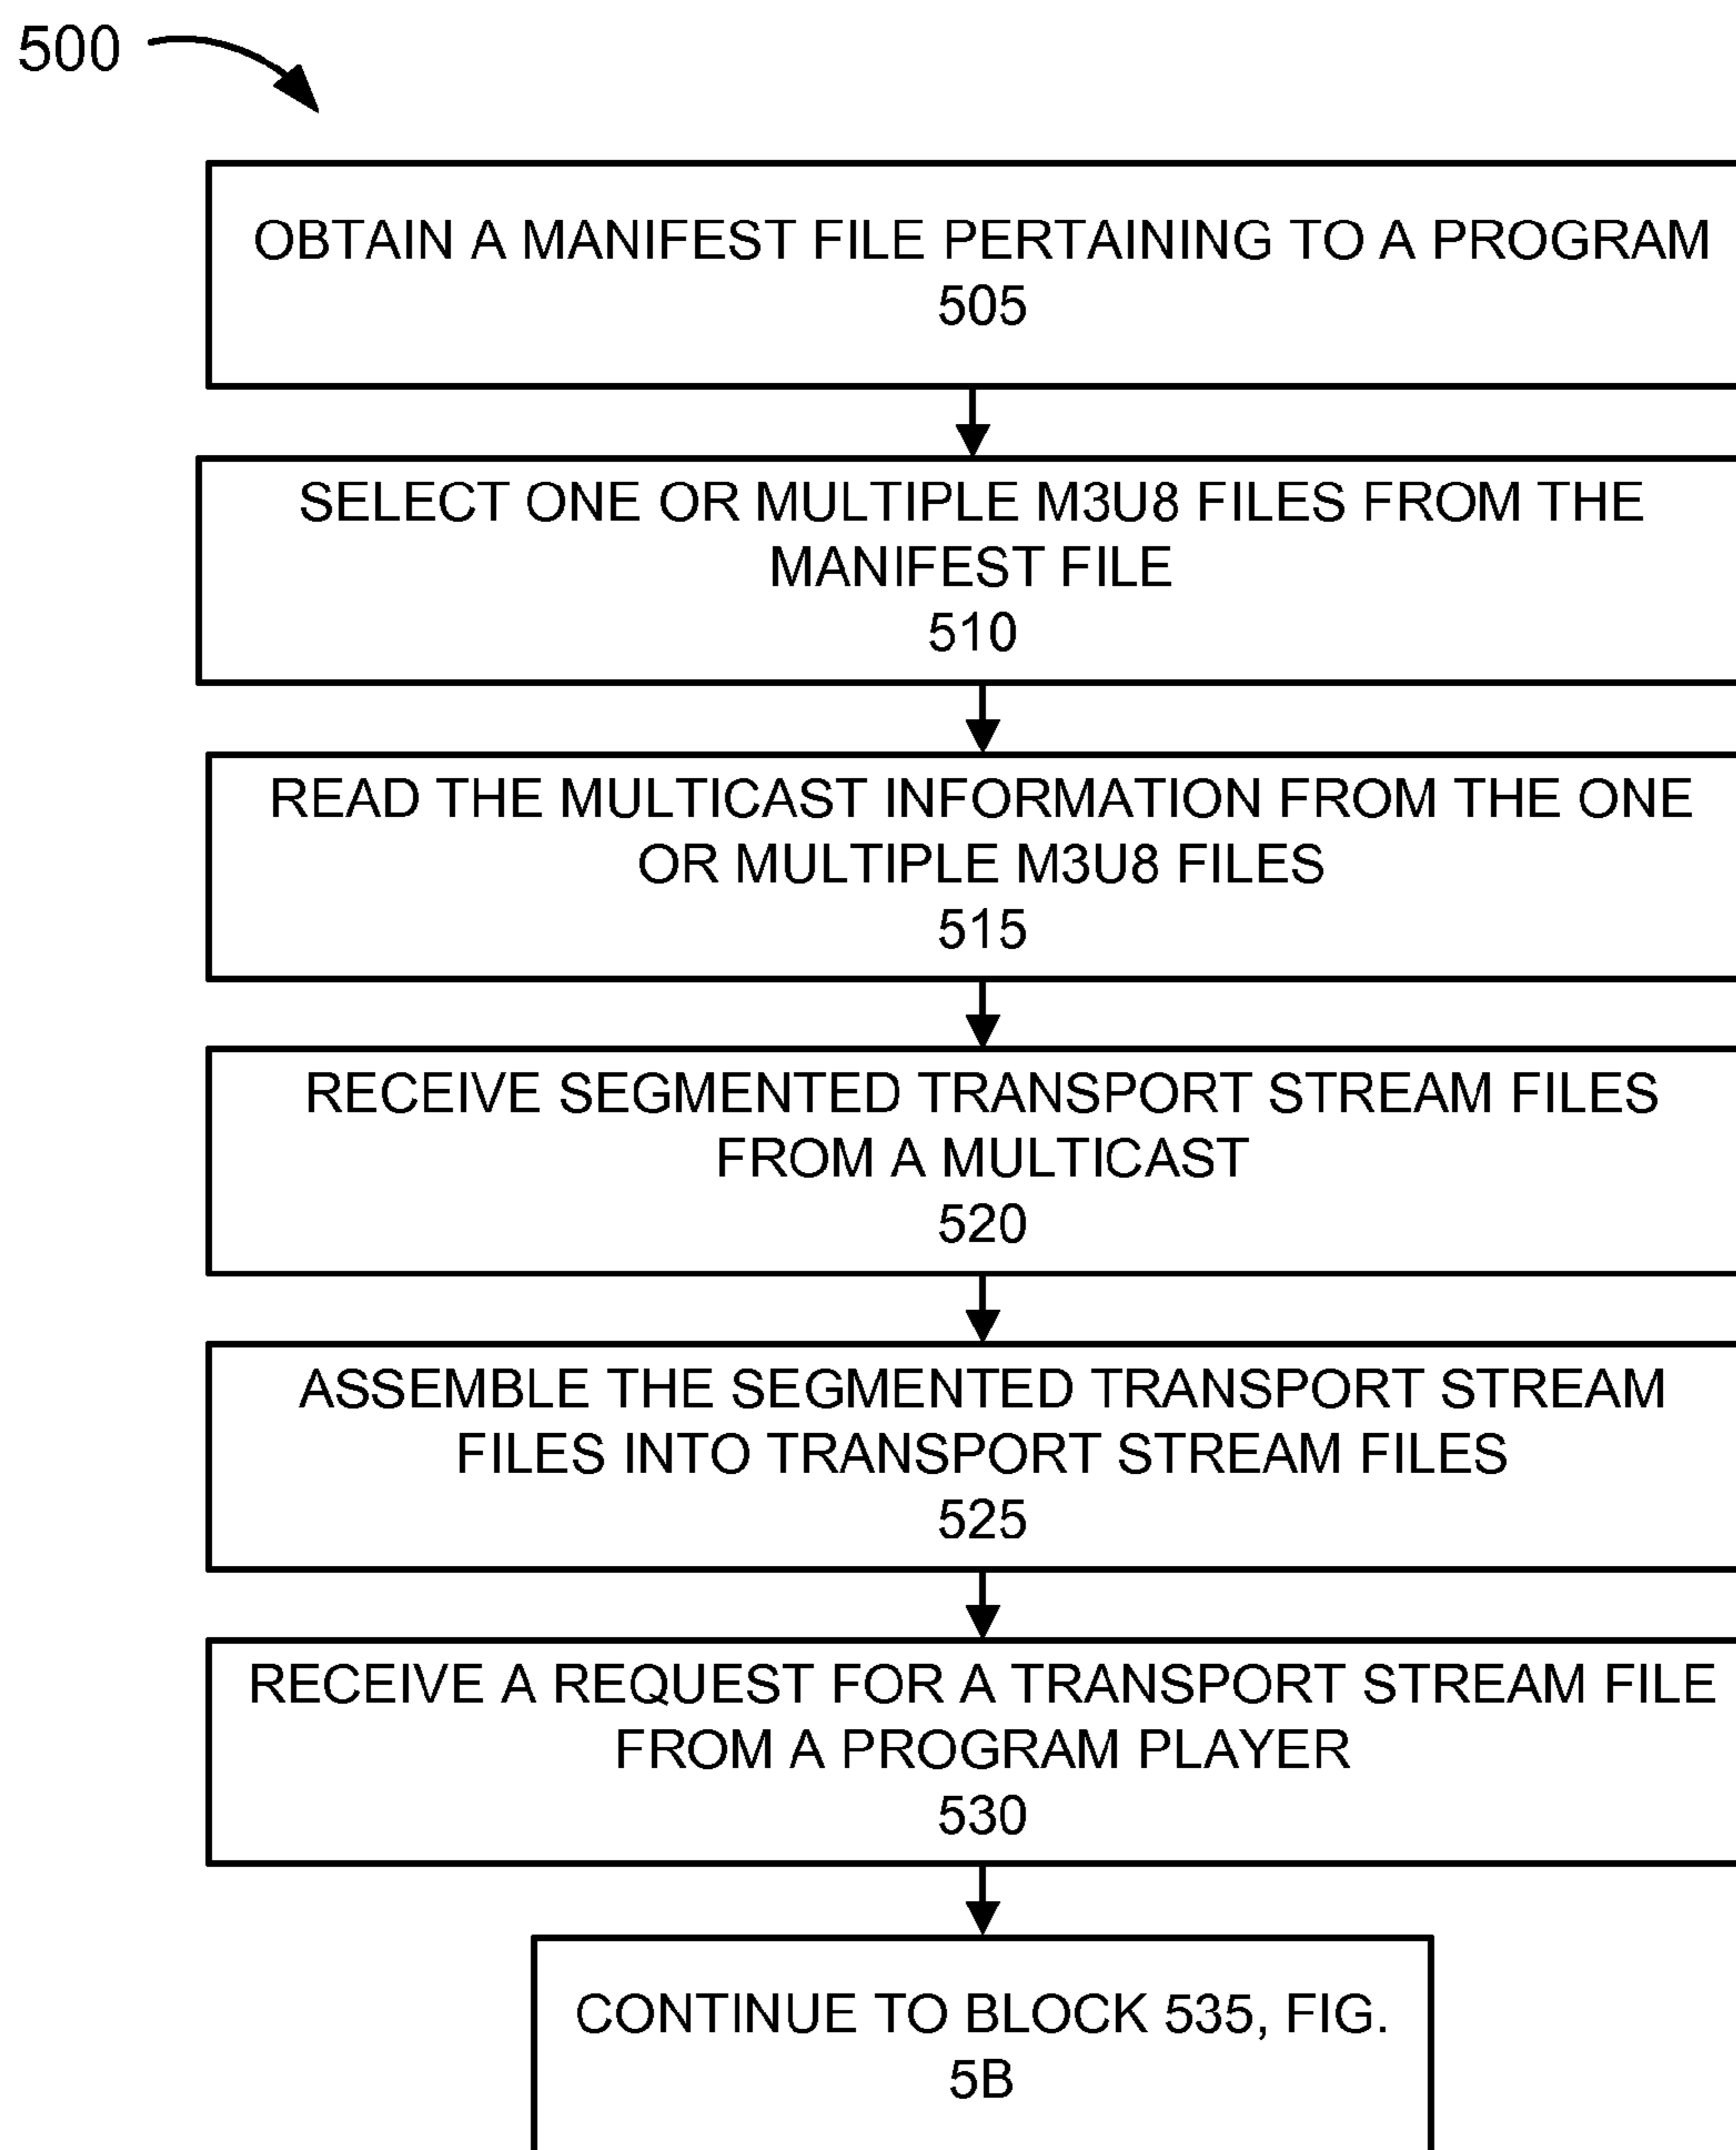 500
OBTAIN A MANIFEST FILE PERTAINING TO A PROGRAM
505
SELECT ONE OR MULTIPLE M3U8 FILES FROM THE
MANIFEST FILE
510
READ THE MULTICAST INFORMATION FROM THE ONE
OR MULTIPLE M3U8 FILES
515
RECEIVE SEGMENTED TRANSPORT STREAM FILES
FROM A MULTICAST
520
ASSEMBLE THE SEGMENTED TRANSPORT STREAM
FILES INTO TRANSPORT STREAM FILES
525
RECEIVE A REQUEST FOR A TRANSPORT STREAM FILE
FROM A PROGRAM PLAYER
530
CONTINUE TO BLOCK 535, FIG.
5B